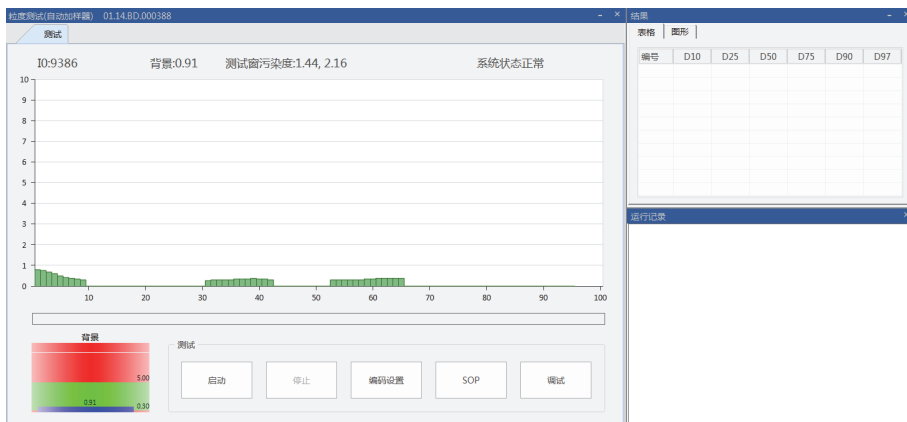 粒度测试(自动加样器) 01.14.BD.000388
测试
I0:9386 背景:0.91 测试窗污染度:1.44, 2.16 系统状态正常
10
9
8
7
6
5
4
3
2
1
0
10 20 30 40 50 60 70 80 90 100
背景
5.00
0.91
0.30
测试
启动 停止 编码设置 SOP 调试
结果
表格 图形
编号 D10 D25 D50 D75 D90 D97
运行记录